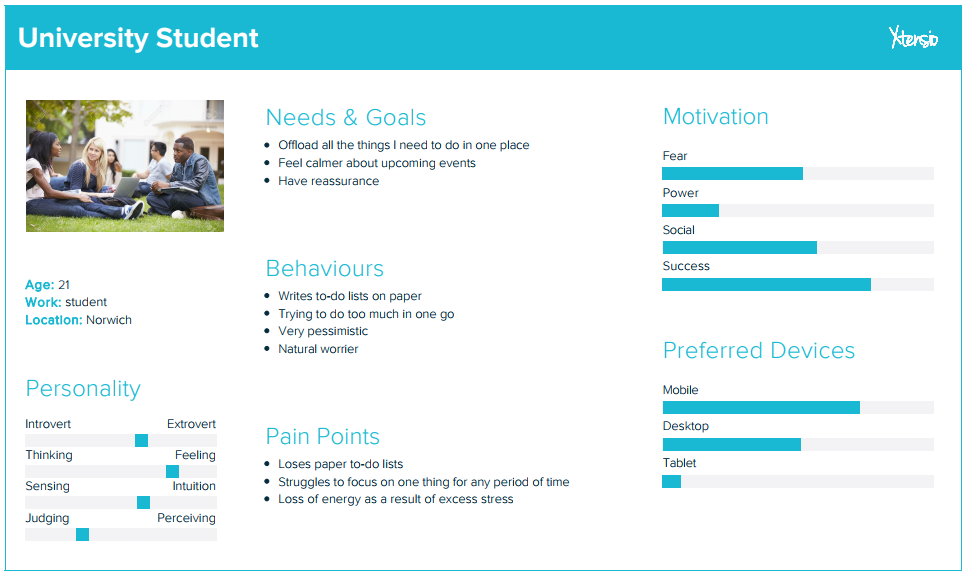 University Student
Xtensio
Age: 21
Work: student
Location: Norwich
Personality
Introvert Extrovert
Thinking Feeling
Sensing Intuition
Judging Perceiving
Needs & Goals
Offload all the things I need to do in one place
Feel calmer about upcoming events
Have reassurance
Behaviours
Writes to-do lists on paper
Trying to do too much in one go
Very pessimistic
Natural worrier
Pain Points
Loses paper to-do lists
Struggles to focus on one thing for any period of time
Loss of energy as a result of excess stress
Motivation
Fear
Power
Social
Success
Preferred Devices
Mobile
Desktop
Tablet